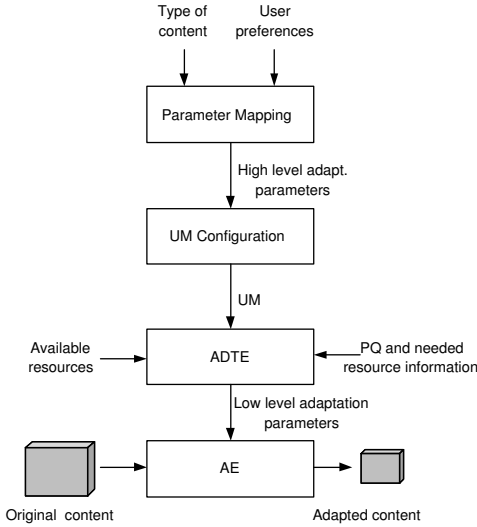 Type of
content
User
preferences
Parameter Mapping
High level adapt.
parameters
UM Configuration
UM
Available
resources
ADTE
PQ and needed
resource information
Low level adaptation
parameters
AE
Original content
Adapted content